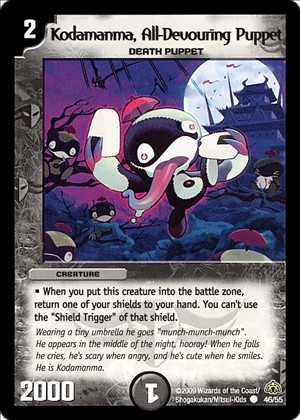 2
Kodamanma, All-Devouring Puppet
DEATH PUPPET
CREATURE
▪ When you put this creature into the battle zone,
return one of your shields to your hand. You can't use
the "Shield Trigger" of that shield.
Wearing a tiny umbrella he goes "munch-munch-munch".
He appears in the middle of the night, hooray! When he falls
he cries, he's scary when angry, and he's cute when he smiles.
He is Kodamanma.
2000
1
©2009 Wizards of the Coast/
Shogakukan/Mitsui-Kids
46/55